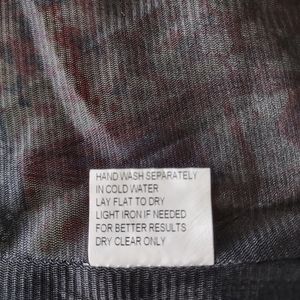 HAND WASH SEPARATELY
IN COLD WATER
LAY FLAT TO DRY
LIGHT IRON IF NEEDED
FOR BETTER RESULTS
DRY CLEAR ONLY